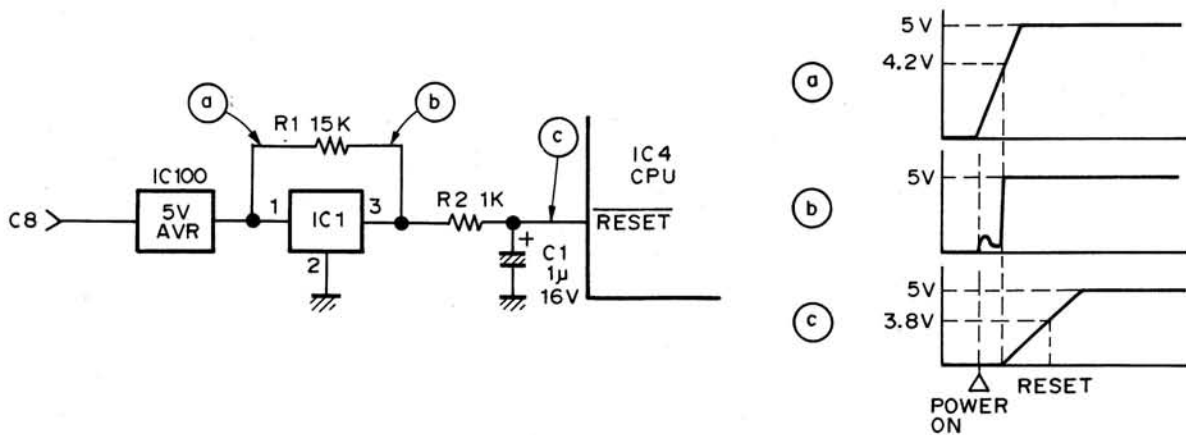 a
b
R1 15K
c
IC4
CPU
IC100
5V
AVR
C8
1
IC1
3
2
R2 1K
RESET
+
C1
1μ
16V
a
5V
4.2V
b
5V
c
5V
3.8V
RESET
POWER
ON